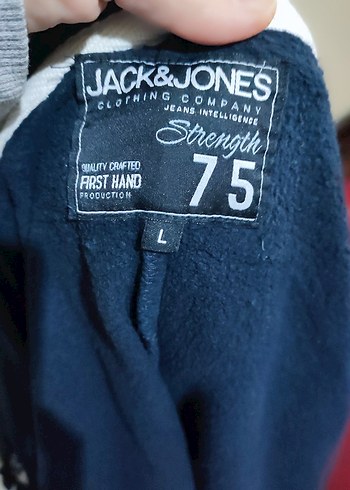 JACK&JONES
CLOTHING COMPANY
JEANS INTELLIGENCE
Strength
75
QUALITY CRAFTED
FIRST HAND
PRODUCTION
L